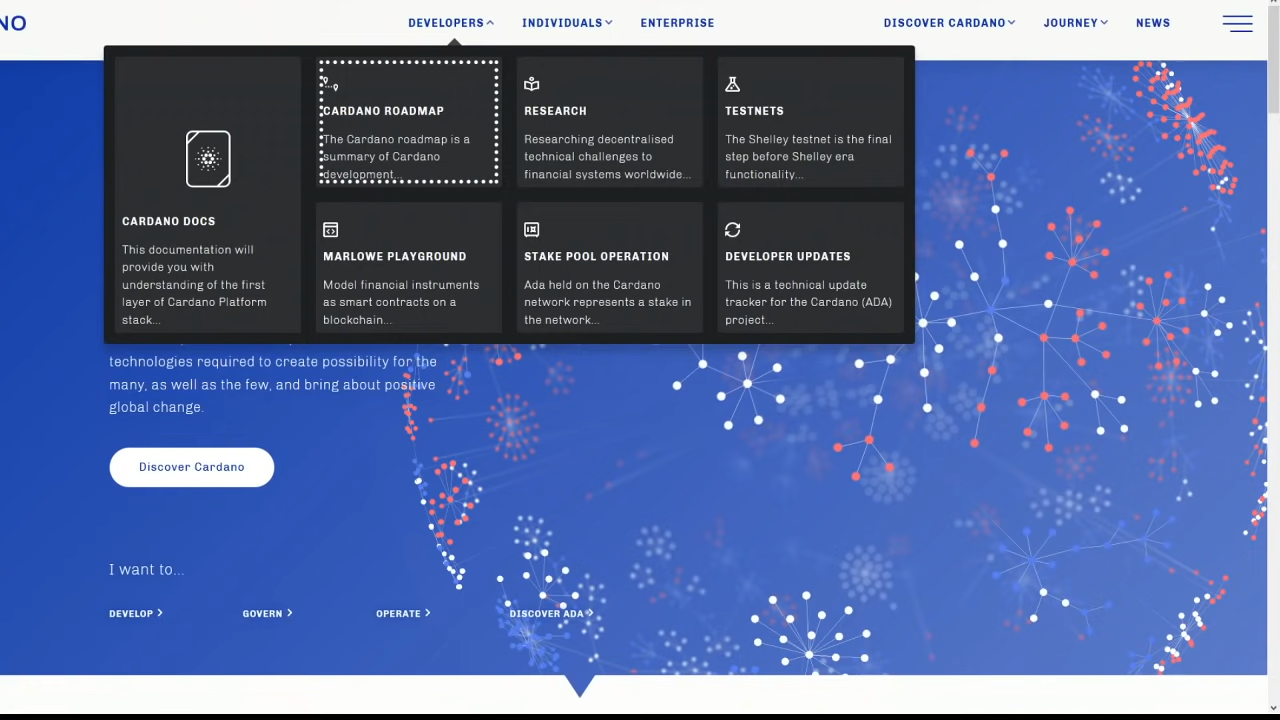 NO
DEVELOPERS
INDIVIDUALS
ENTERPRISE
DISCOVER CARDANO
JOURNEY
NEWS
CARDANO DOCS
This documentation will
provide you with
understanding of the first
layer of Cardano Platform
stack...
CARDANO ROADMAP
The Cardano roadmap is a
summary of Cardano
development...
RESEARCH
Researching decentralised
technical challenges to
financial systems worldwide...
TESTNETS
The Shelley testnet is the final
step before Shelley era
functionality...
MARLOWE PLAYGROUND
Model financial instruments
as smart contracts on a
blockchain...
STAKE POOL OPERATION
Ada held on the Cardano
network represents a stake in
the network...
DEVELOPER UPDATES
This is a technical update
tracker for the Cardano (ADA)
project...
technologies required to create possibility for the
many, as well as the few, and bring about positive
global change.
Discover Cardano
I want to...
DEVELOP
GOVERN
OPERATE
DISCOVER ADA